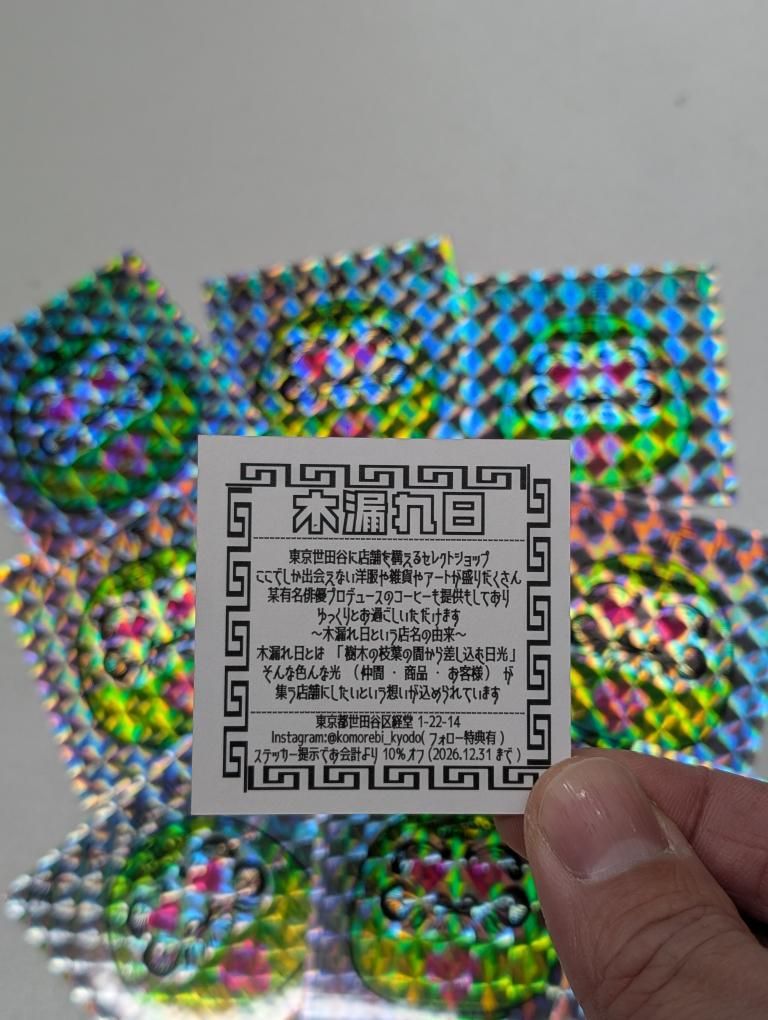 木漏れ日
東京世田谷に店舗を構えるセレクトショップ
ここでしか出会えない洋服や雑貨やアートが盛りだくさん
某有名俳優プロデュースのコーヒーも提供もしており
ゆっくりとお過ごしいただけます
〜木漏れ日という店名の由来〜
木漏れ日とは「樹木の枝葉の間から差し込む日光」
そんな色んな光（仲間・商品・お客様）が
集う店舗にしたいという想いが込められています
東京都世田谷区経堂 1-22-14
Instagram:@komorebi_kyodo( フォロー特典有 )
ステッカー提示でお会計より 10%オフ (2026.12.31 まで )